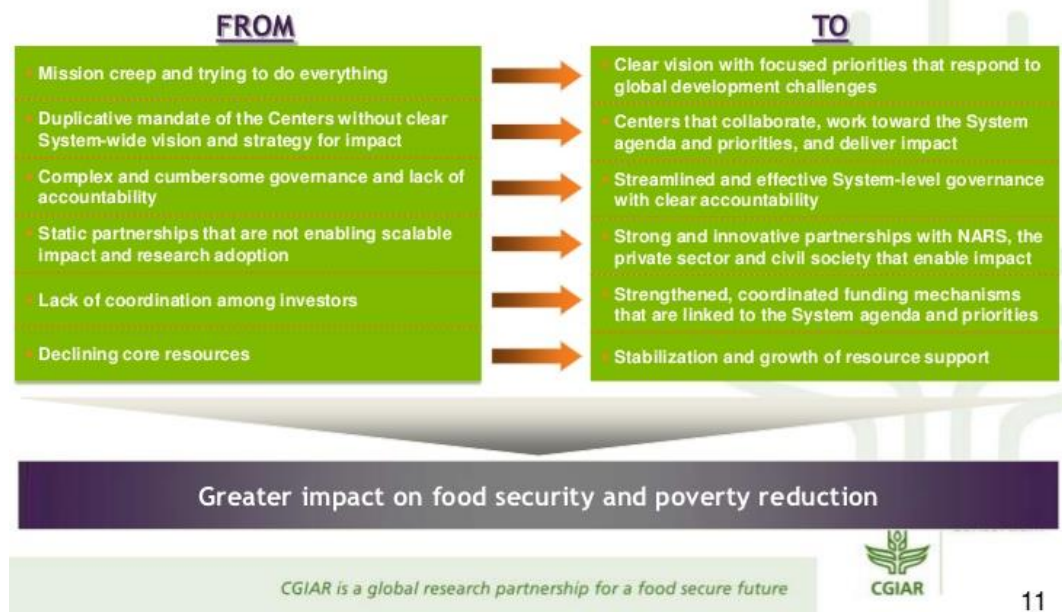 FROM
TO
Mission creep and trying to do everything
Clear vision with focused priorities that respond to
global development challenges
Duplicative mandate of the Centers without clear
System-wide vision and strategy for impact
Centers that collaborate, work toward the System
agenda and priorities, and deliver impact
Complex and cumbersome governance and lack of
accountability
Streamlined and effective System-level governance
with clear accountability
Static partnerships that are not enabling scalable
impact and research adoption
Strong and innovative partnerships with NARS, the
private sector and civil society that enable impact
Lack of coordination among investors
Strengthened, coordinated funding mechanisms
that are linked to the System agenda and priorities
Declining core resources
Stabilization and growth of resource support
Greater impact on food security and poverty reduction
CGIAR is a global research partnership for a food secure future
CGIAR
11